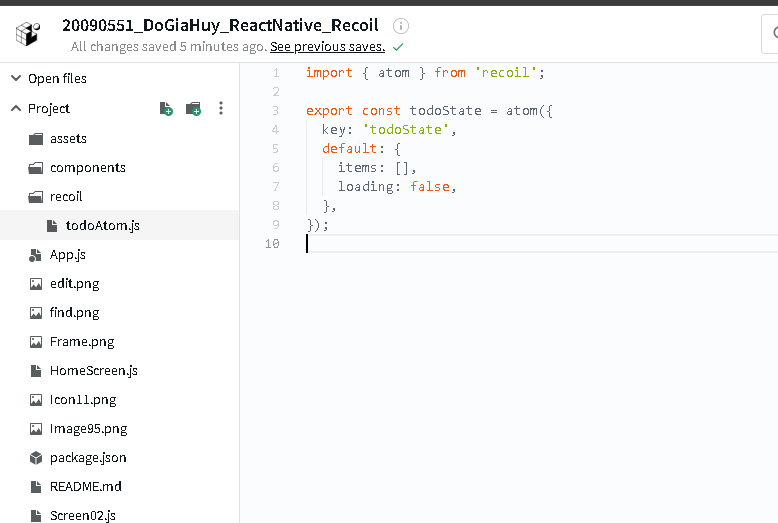 20090551_DoGiaHuy_ReactNative_Recoil
All changes saved 5 minutes ago. See previous saves.
Open files
Project
assets
components
recoil
todoAtom.js
App.js
edit.png
find.png
Frame.png
HomeScreen.js
Icon11.png
Image95.png
package.json
README.md
Screen02.js
1 import { atom } from 'recoil';
2
3 export const todoState = atom({
4 key: 'todoState',
5 default: {
6 items: [],
7 loading: false,
8 },
9 });
10